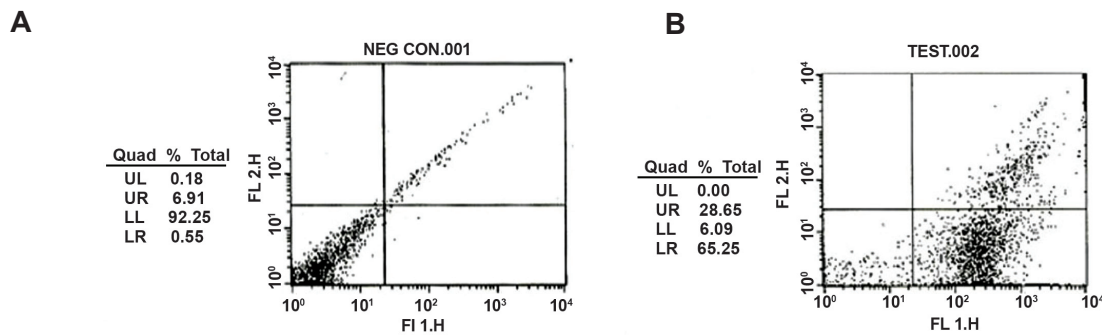 A
NEG CON.001
Quad % Total
UL 0.18
UR 6.91
LL 92.25
LR 0.55
FL 2.H
10⁴
10³
10²
10¹
10⁰
10⁰ 10¹ 10² 10³ 10⁴
FI 1.H
B
TEST.002
Quad % Total
UL 0.00
UR 28.65
LL 6.09
LR 65.25
FL 2.H
10⁴
10³
10²
10¹
10⁰
10⁰ 10¹ 10² 10³ 10⁴
FL 1.H